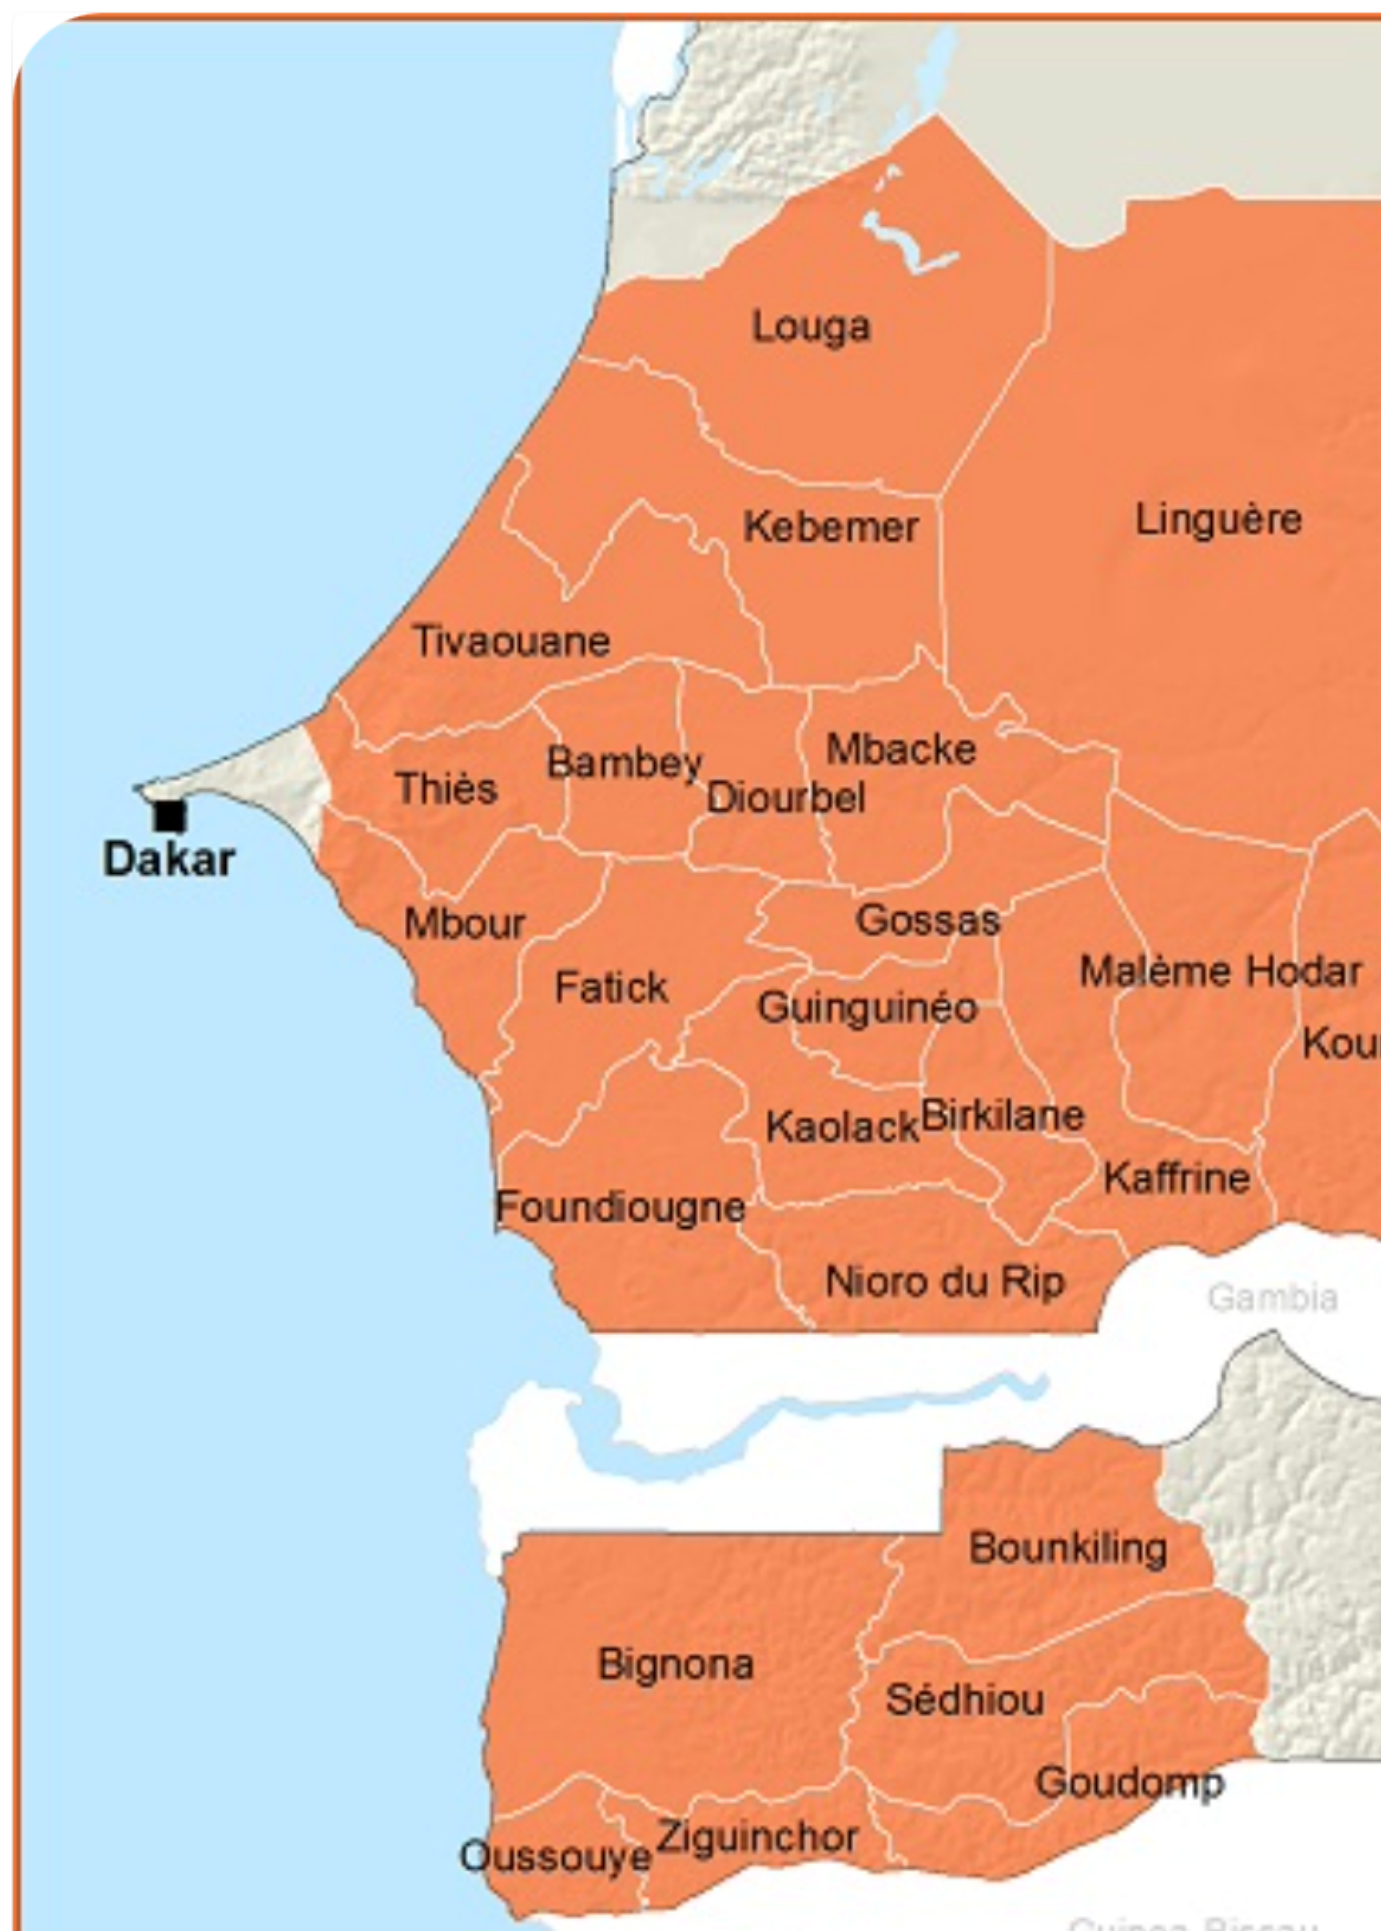 Louga
Linguère
Kebemer
Tivaouane
Mbacke
Bambey
Thiès
Diourbel
Dakar
Mbour
Gossas
Malème Hodar
Fatick
Guinguinéo
Kour
Birkilane
Kaolack
Kaffrine
Foundiougne
Nioro du Rip
Gambia
Bounkiling
Bignona
Sédhiou
Goudomp
Ziguinchor
Oussouye